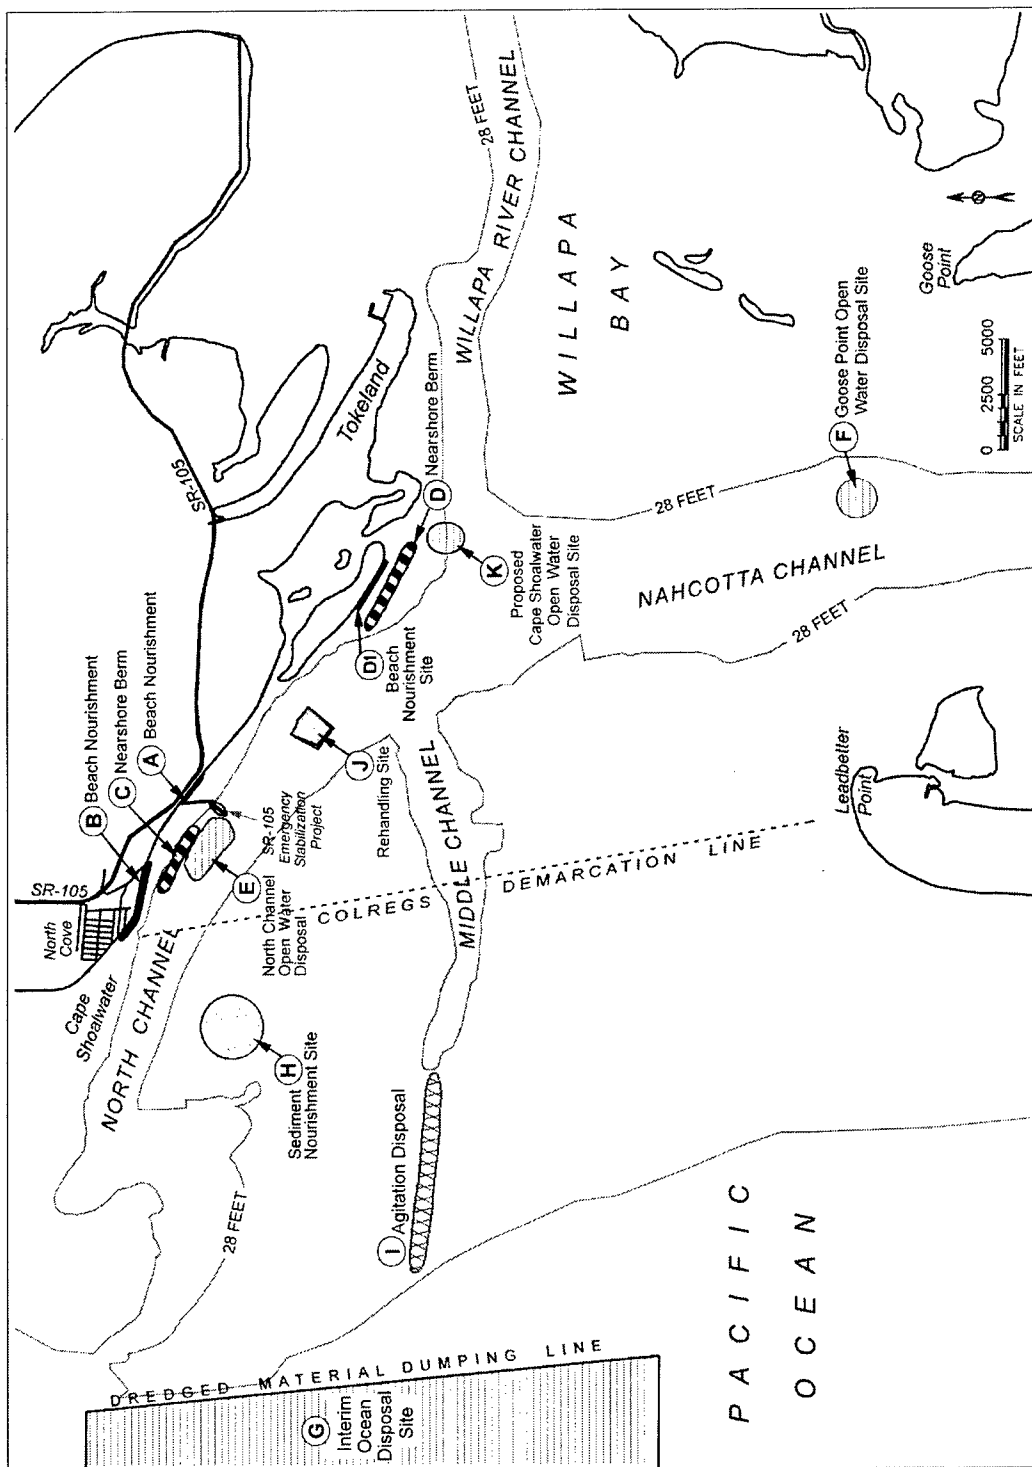 SR-105
North
Cove
Cape
Shoalwater
B Beach Nourishment
C Nearshore Berm
A Beach Nourishment
SR-105
Tokeland
NORTH CHANNEL
E
North Channel
Open Water
Disposal
SR-105
Emergency
Stabilization
Project
H
Sediment
Nourishment Site
J
Rehandling Site
D1
Beach
Nourishment
Site
D Nearshore Berm
K
Proposed
Cape Shoalwater
Open Water
Disposal Site
28 FEET
WILLAPA RIVER CHANNEL
WILLAPA
BAY
28 FEET
I Agitation Disposal
MIDDLE CHANNEL
COLREGS DEMARCATION LINE
DREDGED MATERIAL DUMPING LINE
G
Interim
Ocean
Disposal
Site
28 FEET
NAHCOTTA CHANNEL
28 FEET
F Goose Point Open
Water Disposal Site
Goose
Point
N
Leadbetter
Point
PACIFIC
OCEAN
0 2500 5000
SCALE IN FEET